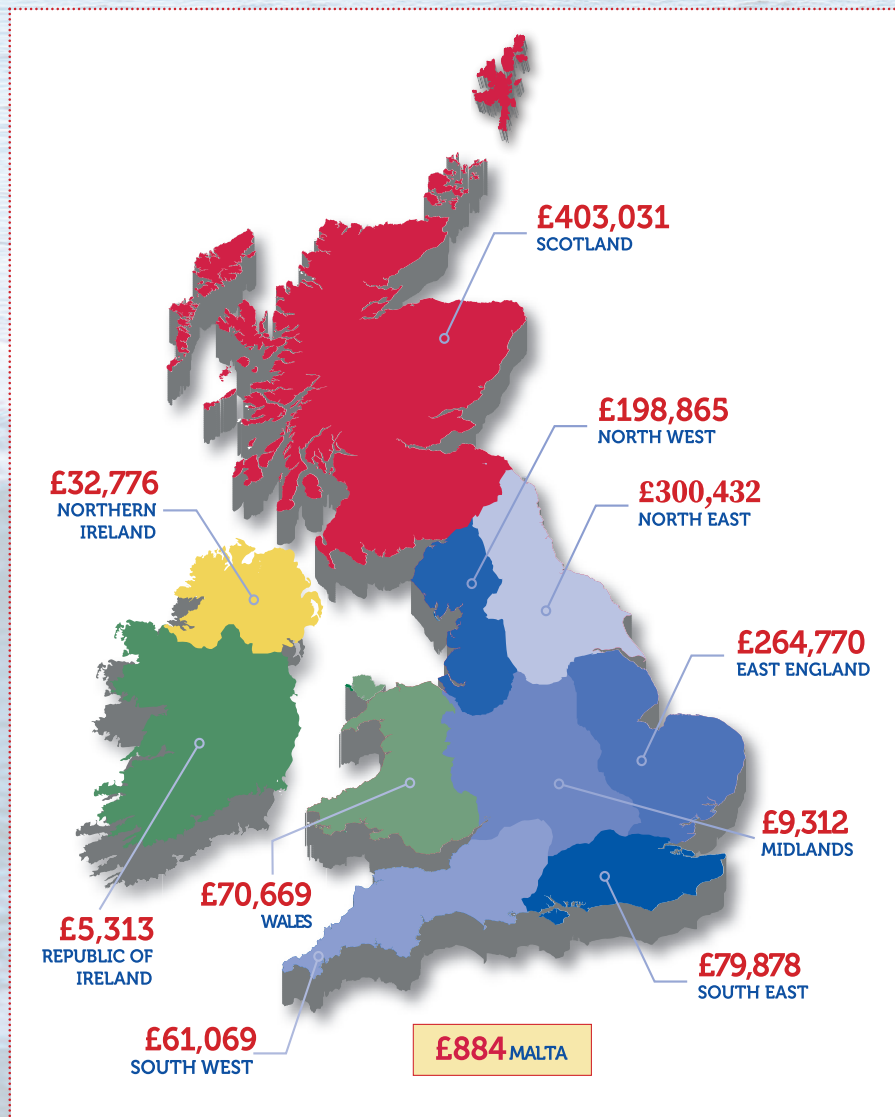 £403,031
SCOTLAND
£198,865
NORTH WEST
£32,776
NORTHERN
IRELAND
£300,432
NORTH EAST
£264,770
EAST ENGLAND
£9,312
MIDLANDS
£70,669
WALES
£5,313
REPUBLIC OF
IRELAND
£79,878
SOUTH EAST
£61,069
SOUTH WEST
£884 MALTA